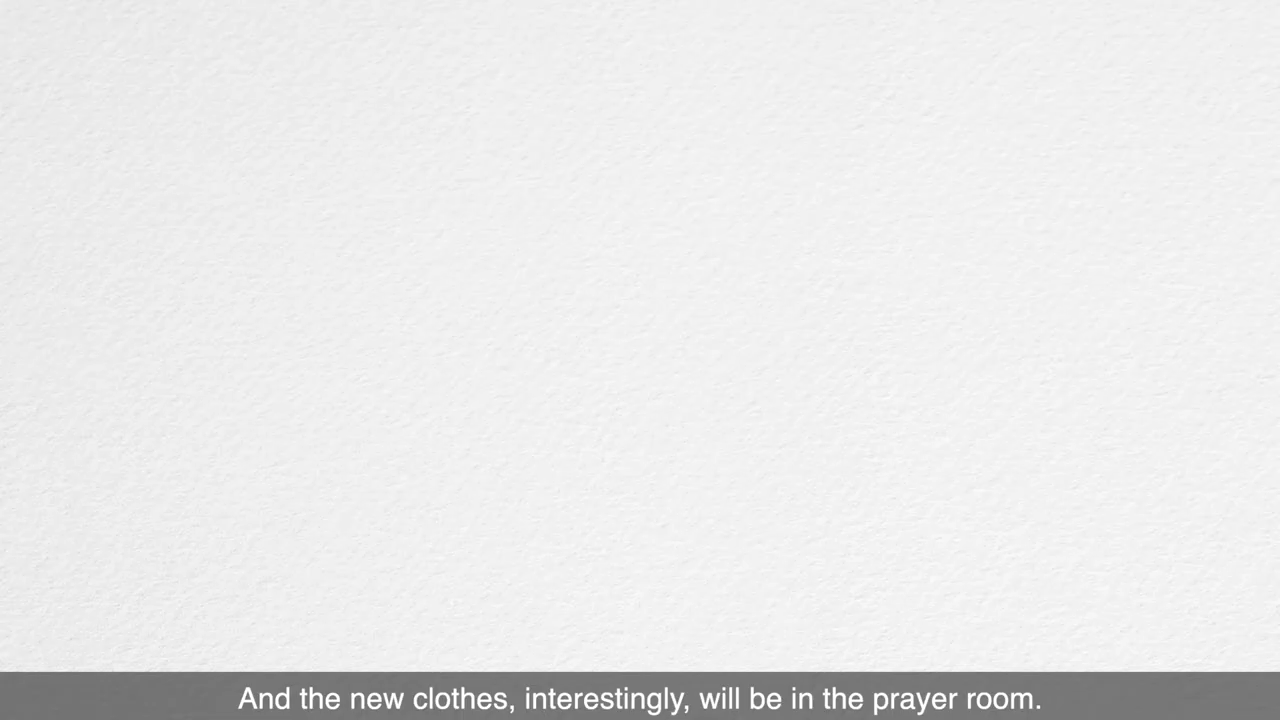 And the new clothes, interestingly, will be in the prayer room.